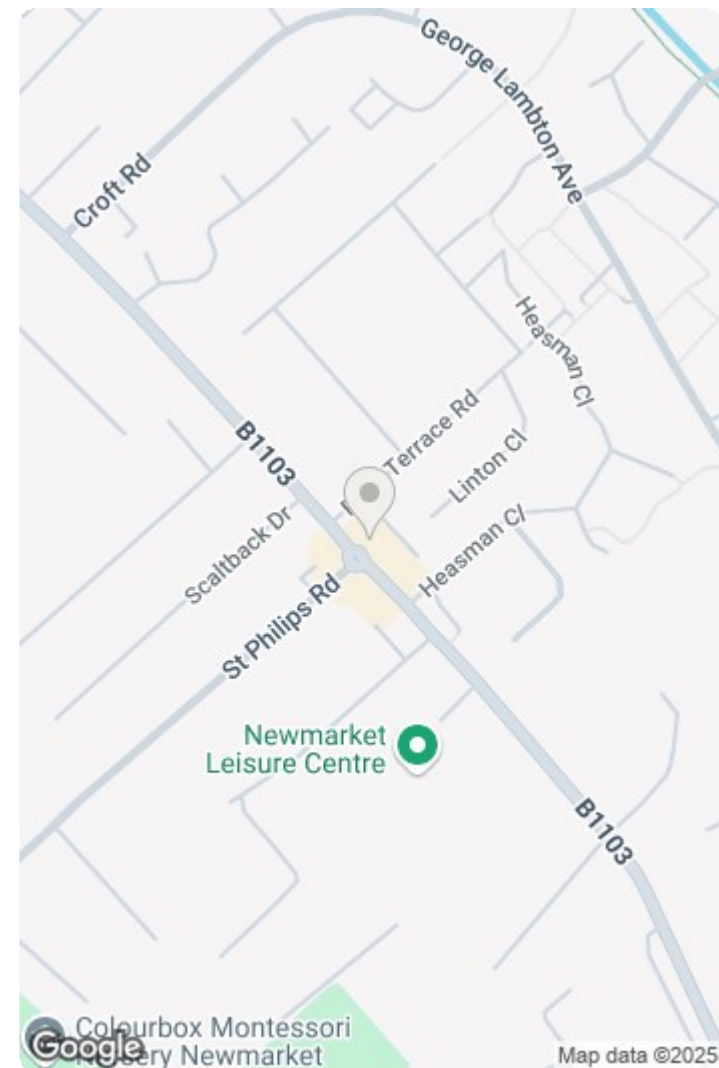 George Lambton Ave
Croft Rd
Heasman Cl
B1103
Terrace Rd
Linton Cl
Scaltback Dr
Heasman Cl
St Philips Rd
Newmarket
Leisure Centre
B1103
Colourbox Montessori
Newmarket
Google
Map data ©2025